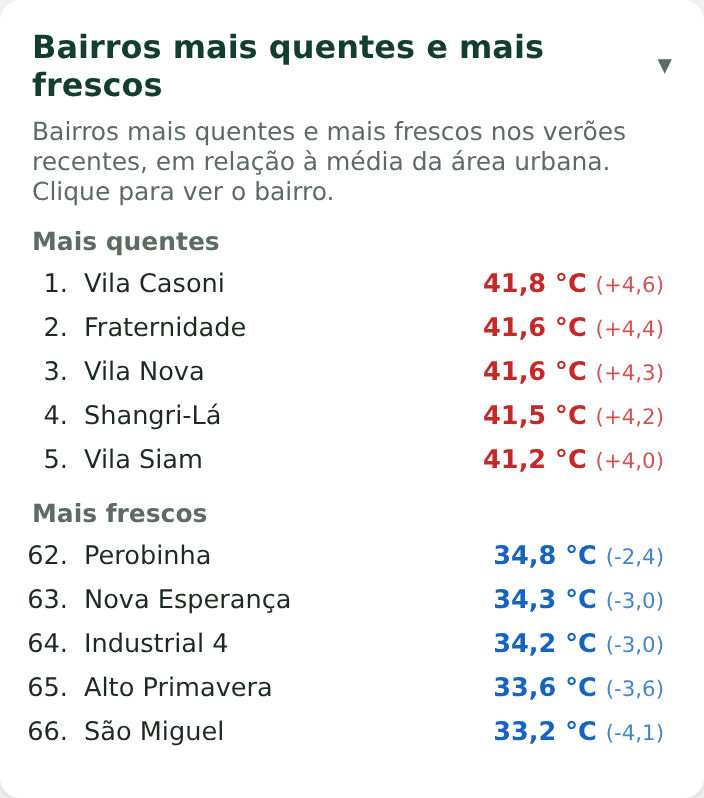 Bairros mais quentes e mais
frescos
▼
Bairros mais quentes e mais frescos nos verões
recentes, em relação à média da área urbana.
Clique para ver o bairro.
Mais quentes
1. Vila Casoni 41,8 °C (+4,6)
2. Fraternidade 41,6 °C (+4,4)
3. Vila Nova 41,6 °C (+4,3)
4. Shangri-Lá 41,5 °C (+4,2)
5. Vila Siam 41,2 °C (+4,0)
Mais frescos
62. Perobinha 34,8 °C (-2,4)
63. Nova Esperança 34,3 °C (-3,0)
64. Industrial 4 34,2 °C (-3,0)
65. Alto Primavera 33,6 °C (-3,6)
66. São Miguel 33,2 °C (-4,1)